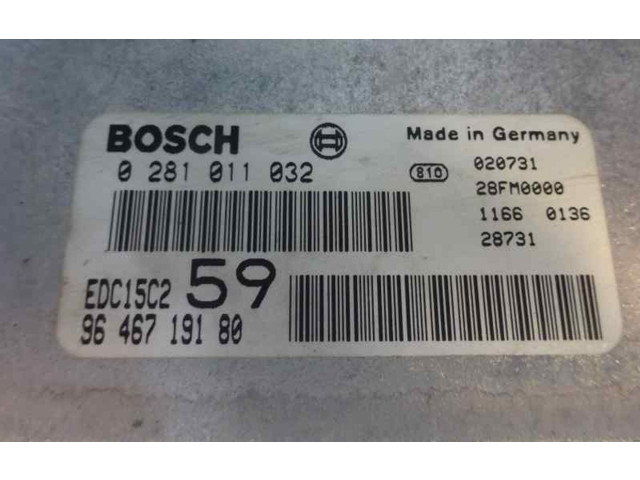 BOSCH Made in Germany
0 281 011 032 810 020731
28FM0000
1166 0136
28731
EDC15C2 59
96 467 191 80